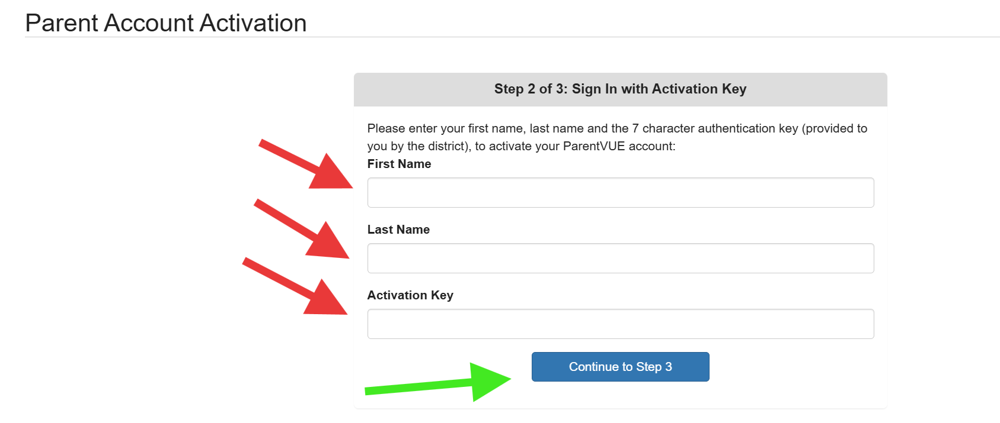 Parent Account Activation
Step 2 of 3: Sign In with Activation Key
Please enter your first name, last name and the 7 character authentication key (provided to
you by the district), to activate your ParentVUE account:
First Name
Last Name
Activation Key
Continue to Step 3